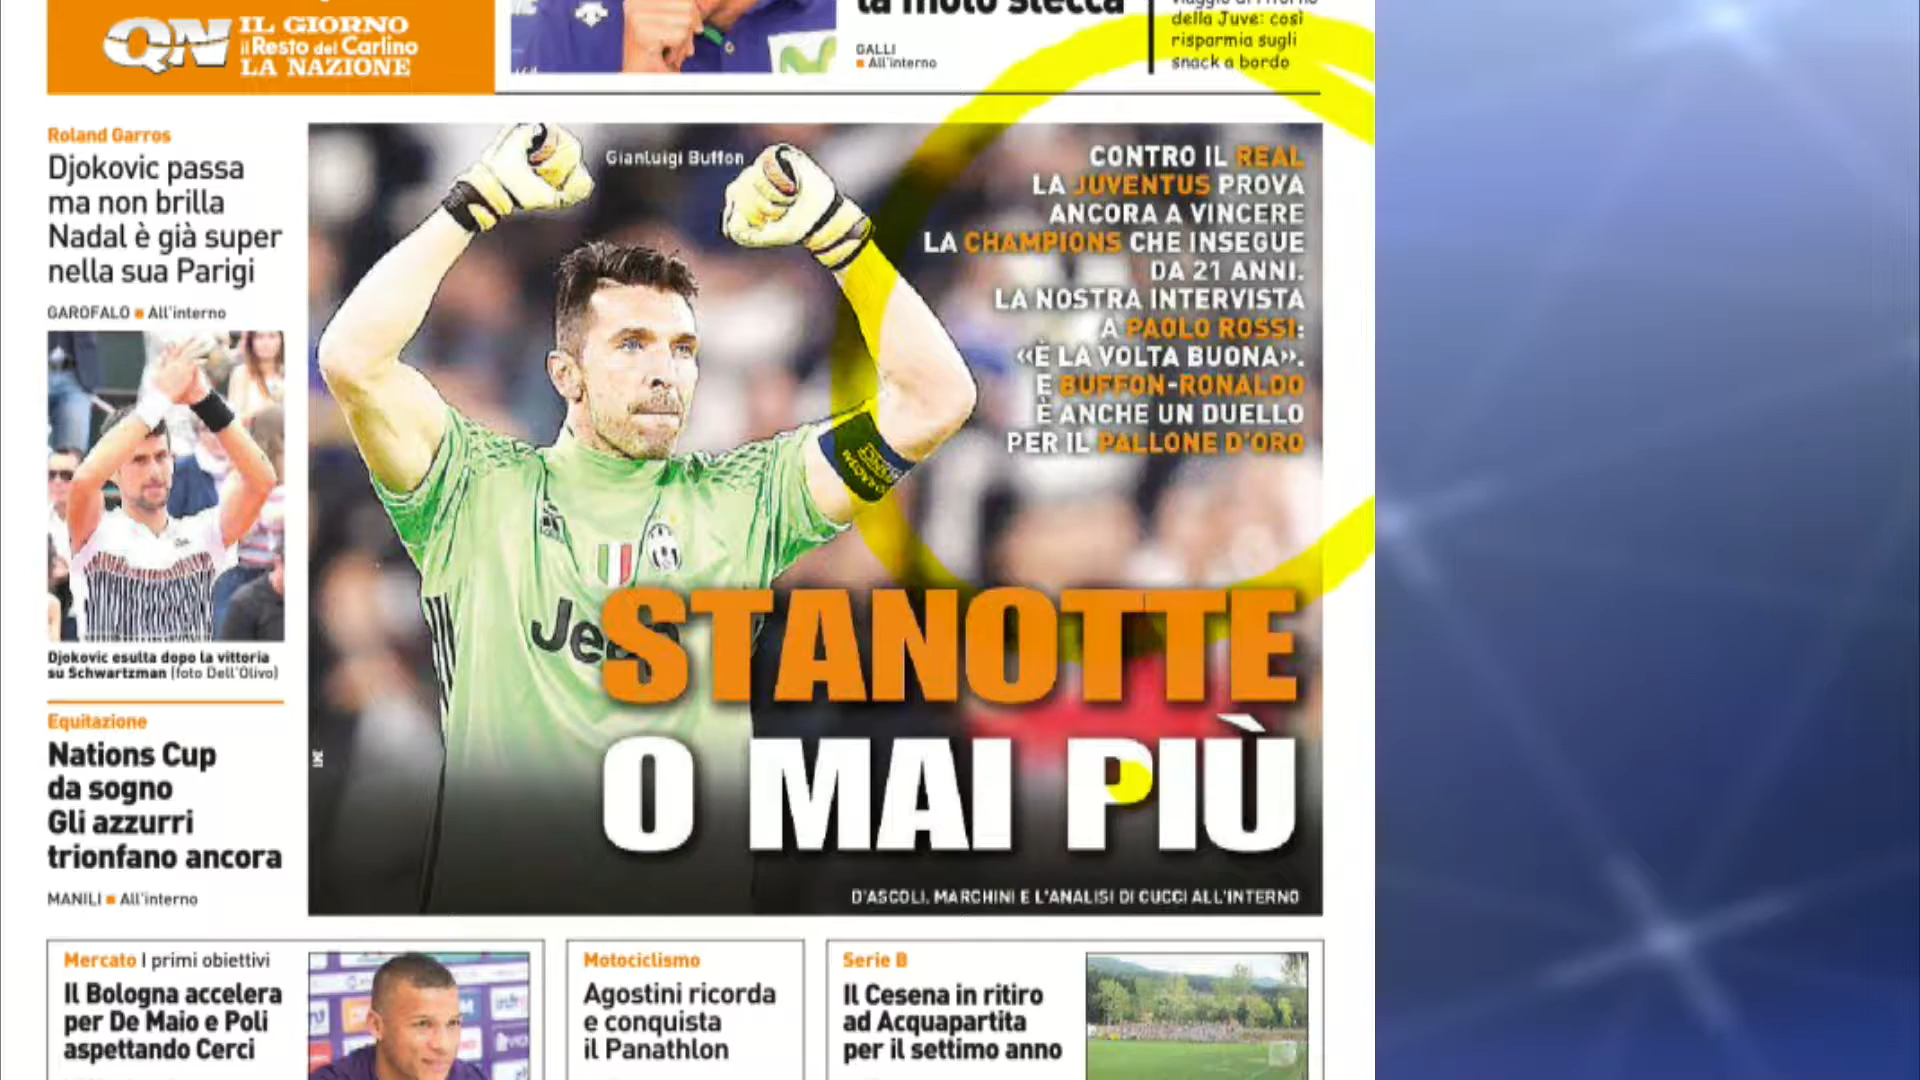 QN IL GIORNO
il Resto del Carlino
LA NAZIONE
la moto stecca
GALLI
All'interno
della Juve: così
risparmia sugli
snack a bordo
Roland Garros
Djokovic passa
ma non brilla
Nadal è già super
nella sua Parigi
GAROFALO ■ All'interno
Djokovic esulta dopo la vittoria
su Schwartzman (foto Dell'Olivo)
Equitazione
Nations Cup
da sogno
Gli azzurri
trionfano ancora
MANILI ■ All'interno
Gianluigi Buffon
CONTRO IL REAL
LA JUVENTUS PROVA
ANCORA A VINCERE
LA CHAMPIONS CHE INSEGUE
DA 21 ANNI.
LA NOSTRA INTERVISTA
A PAOLO ROSSI:
«È LA VOLTA BUONA».
E BUFFON-RONALDO
È ANCHE UN DUELLO
PER IL PALLONE D'ORO
Jeep
STANOTTE
O MAI PIÙ
D'ASCOLI, MARCHINI E L'ANALISI DI CUCCI ALL'INTERNO
Mercato I primi obiettivi
Il Bologna accelera
per De Maio e Poli
aspettando Cerci
Motociclismo
Agostini ricorda
e conquista
il Panathlon
Serie B
Il Cesena in ritiro
ad Acquapartita
per il settimo anno